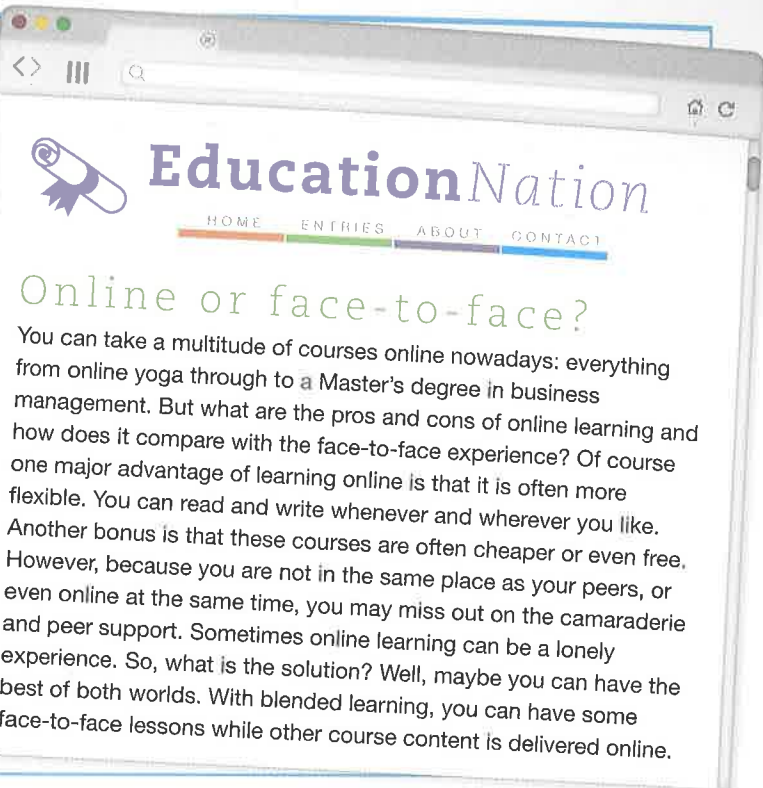 EducationNation
HOME ENTRIES ABOUT CONTACT
Online or face-to-face?
You can take a multitude of courses online nowadays: everything
from online yoga through to a Master's degree in business
management. But what are the pros and cons of online learning and
how does it compare with the face-to-face experience? Of course
one major advantage of learning online is that it is often more
flexible. You can read and write whenever and wherever you like.
Another bonus is that these courses are often cheaper or even free.
However, because you are not in the same place as your peers, or
even online at the same time, you may miss out on the camaraderie
and peer support. Sometimes online learning can be a lonely
experience. So, what is the solution? Well, maybe you can have the
best of both worlds. With blended learning, you can have some
face-to-face lessons while other course content is delivered online.